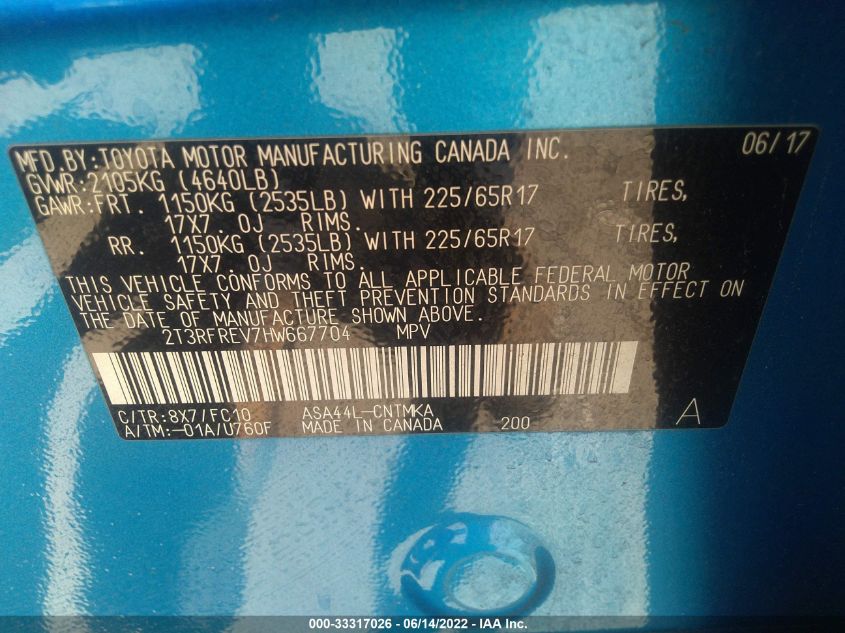 MFD.BY:TOYOTA MOTOR MANUFACTURING CANADA INC. 06/17
GVWR:2105KG (4640LB)
GAWR:FRT. 1150KG (2535LB) WITH 225/65R17 TIRES,
17X7.0J RIMS.
RR. 1150KG (2535LB) WITH 225/65R17 TIRES,
17X7.0J RIMS.
THIS VEHICLE CONFORMS TO ALL APPLICABLE FEDERAL MOTOR
VEHICLE SAFETY AND THEFT PREVENTION STANDARDS IN EFFECT ON
THE DATE OF MANUFACTURE SHOWN ABOVE.
2T3RFREV7HW667704 MPV
C/TR:8X7/FC10 ASA44L-CNTMKA
A/TM:-01A/U760F MADE IN CANADA 200 A
000-33317026 - 06/14/2022 - IAA Inc.